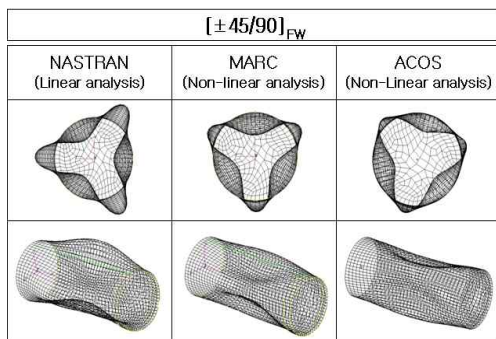 [±45/90]FW
NASTRAN
(Linear analysis)
MARC
(Non-linear analysis)
ACOS
(Non-Linear analysis)